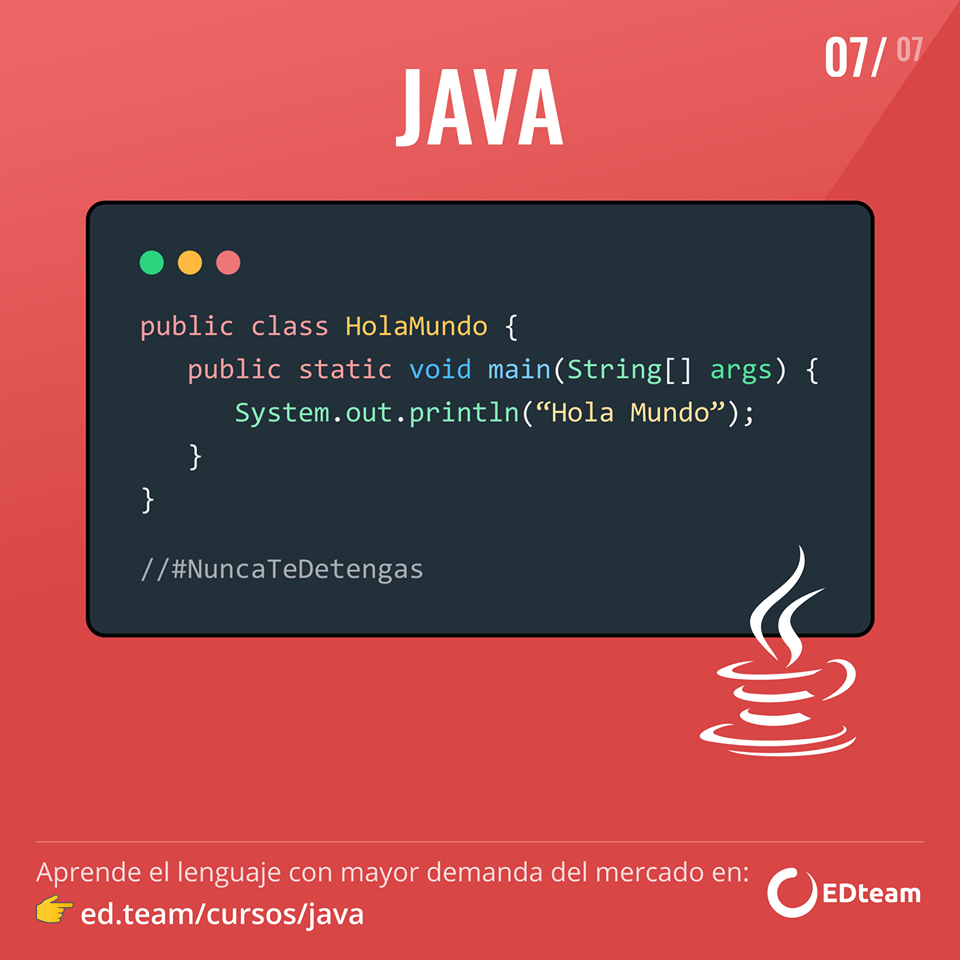 07/ 07
JAVA
public class HolaMundo {
   public static void main(String[] args) {
      System.out.println(“Hola Mundo”);
   }
}
//#NuncaTeDetengas
Aprende el lenguaje con mayor demanda del mercado en:
👉 ed.team/cursos/java
EDteam